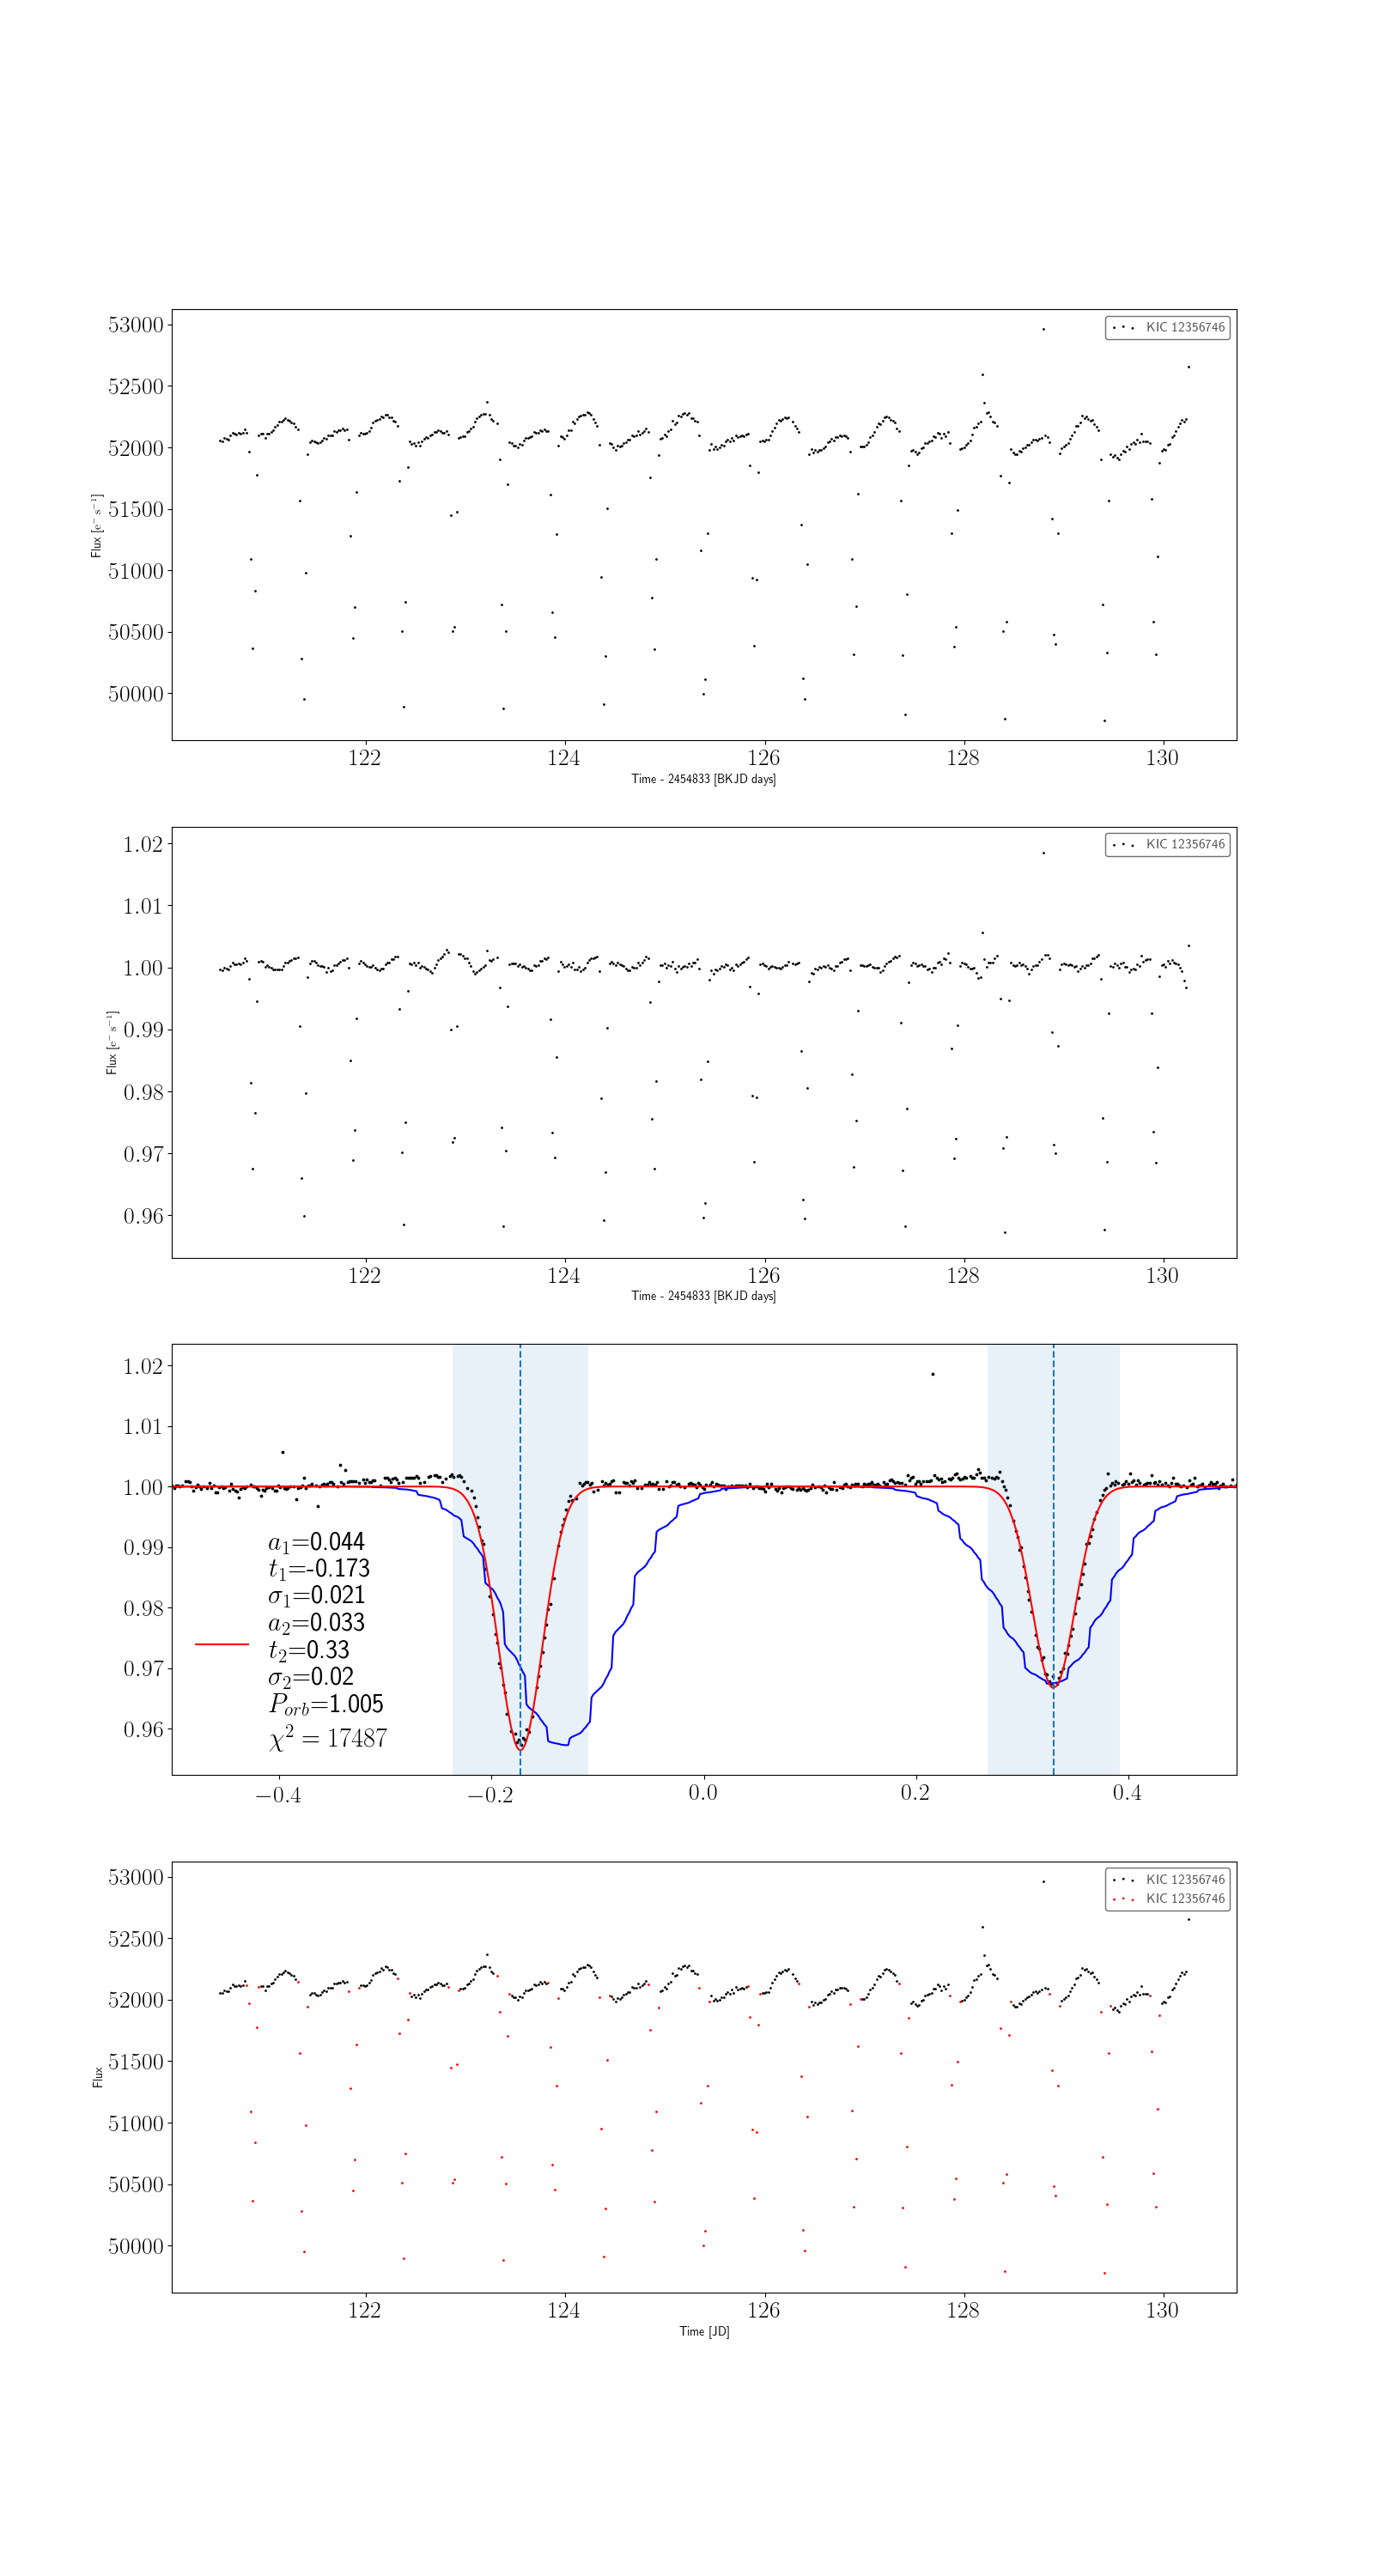 53000
52500
52000
51500
51000
50500
50000
Flux [e⁻ s⁻¹]
KIC 12356746
122 124 126 128 130
Time - 2454833 [BKJD days]
1.02
1.01
1.00
0.99
0.98
0.97
0.96
Flux [e⁻ s⁻¹]
KIC 12356746
122 124 126 128 130
Time - 2454833 [BKJD days]
1.02
1.01
1.00
0.99
0.98
0.97
0.96
a₁=0.044
t₁=-0.173
σ₁=0.021
a₂=0.033
t₂=0.33
σ₂=0.02
P_orb=1.005
χ² = 17487
−0.4 −0.2 0.0 0.2 0.4
53000
52500
52000
51500
51000
50500
50000
Flux
KIC 12356746
KIC 12356746
122 124 126 128 130
Time [JD]